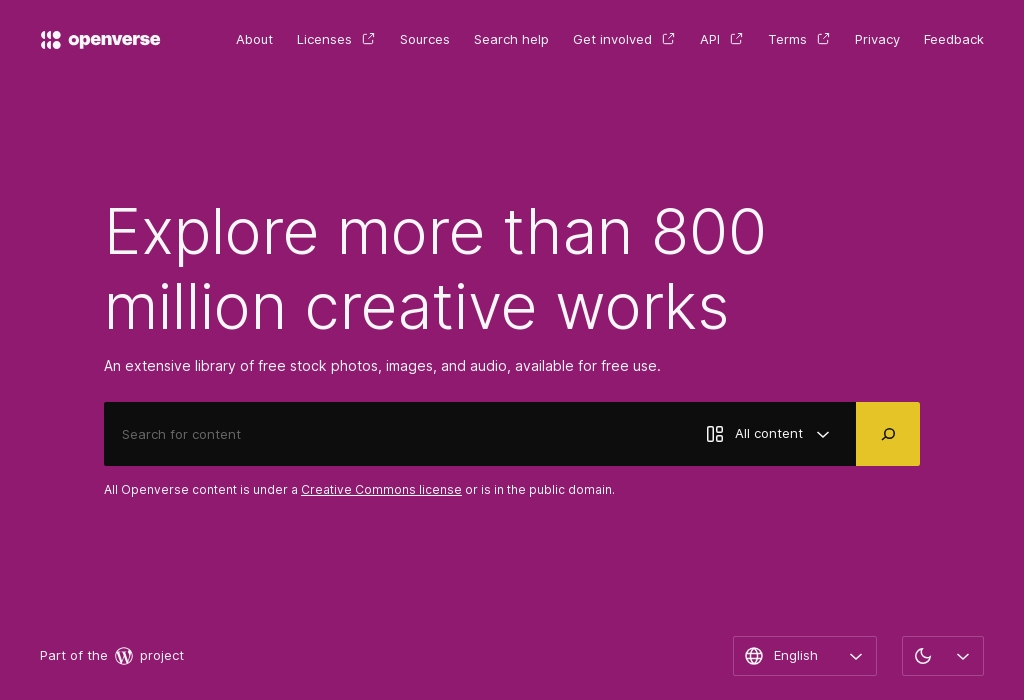 openverse
About Licenses Sources Search help Get involved API Terms Privacy Feedback
Explore more than 800
million creative works
An extensive library of free stock photos, images, and audio, available for free use.
Search for content All content
All Openverse content is under a Creative Commons license or is in the public domain.
Part of the project English